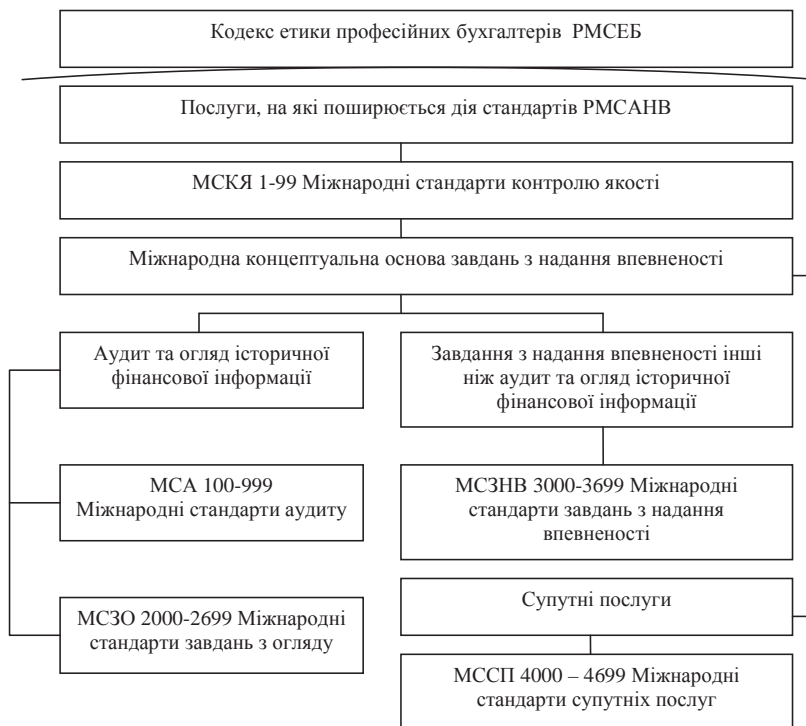 Кодекс етики професійних бухгалтерів РМСЕБ
Послуги, на які поширюється дія стандартів РМСАНВ
МСКЯ 1-99 Міжнародні стандарти контролю якості
Міжнародна концептуальна основа завдань з надання впевненості
Аудит та огляд історичної
фінансової інформації
Завдання з надання впевненості інші
ніж аудит та огляд історичної
фінансової інформації
МСА 100-999
Міжнародні стандарти аудиту
МСЗНВ 3000-3699 Міжнародні
стандарти завдань з надання
впевненості
МСЗО 2000-2699 Міжнародні
стандарти завдань з огляду
Супутні послуги
МССП 4000 – 4699 Міжнародні
стандарти супутніх послуг